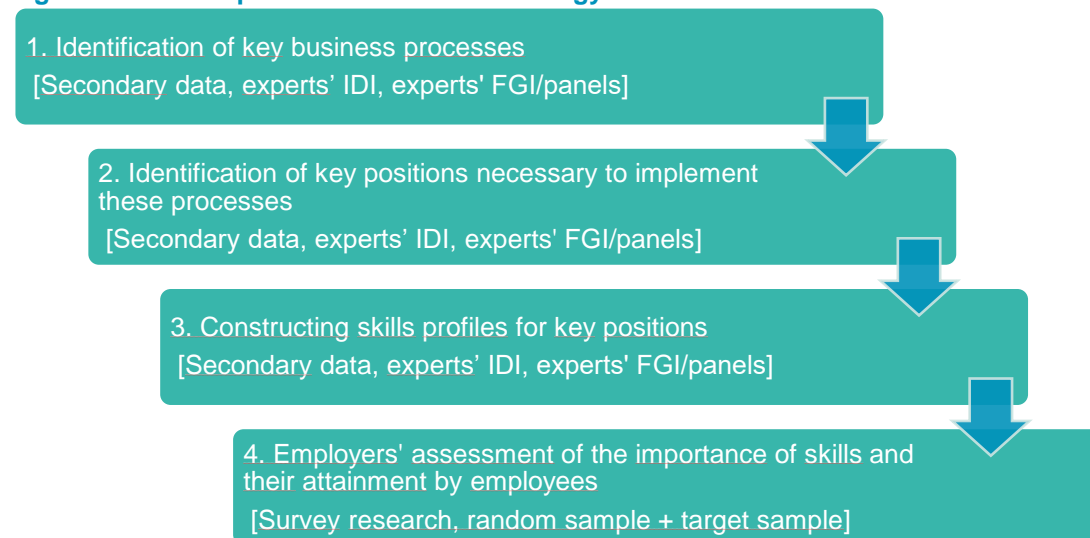 1. Identification of key business processes
[Secondary data, experts’ IDI, experts' FGI/panels]
2. Identification of key positions necessary to implement
these processes
[Secondary data, experts’ IDI, experts' FGI/panels]
3. Constructing skills profiles for key positions
[Secondary data, experts’ IDI, experts' FGI/panels]
4. Employers' assessment of the importance of skills and
their attainment by employees
[Survey research, random sample + target sample]